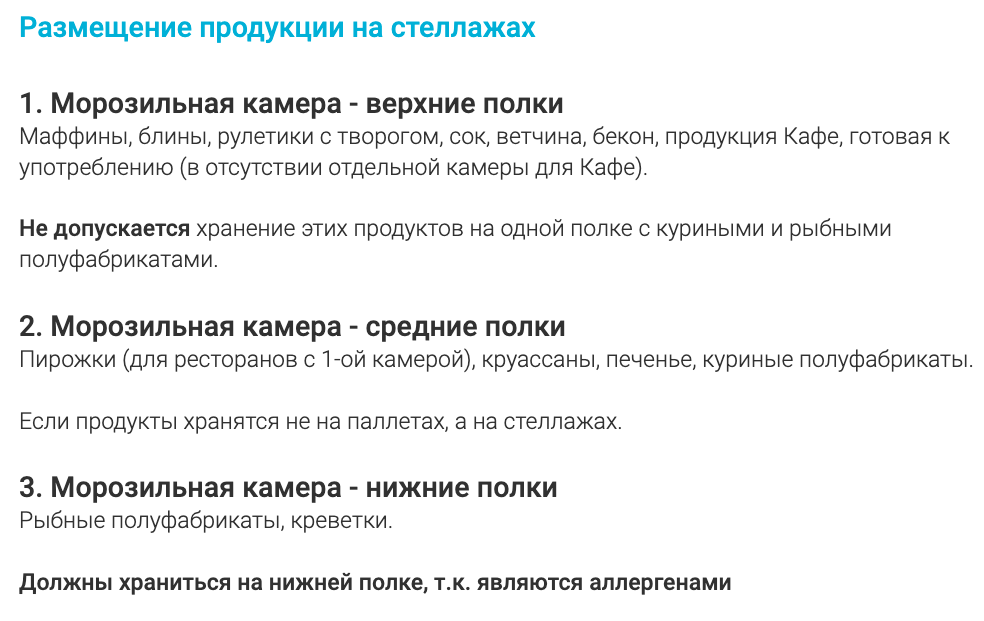 Размещение продукции на стеллажах
1. Морозильная камера - верхние полки
Маффины, блины, рулетики с творогом, сок, ветчина, бекон, продукция Кафе, готовая к
употреблению (в отсутствии отдельной камеры для Кафе).
Не допускается хранение этих продуктов на одной полке с куриными и рыбными
полуфабрикатами.
2. Морозильная камера - средние полки
Пирожки (для ресторанов с 1-ой камерой), круассаны, печенье, куриные полуфабрикаты.
Если продукты хранятся не на паллетах, а на стеллажах.
3. Морозильная камера - нижние полки
Рыбные полуфабрикаты, креветки.
Должны храниться на нижней полке, т.к. являются аллергенами